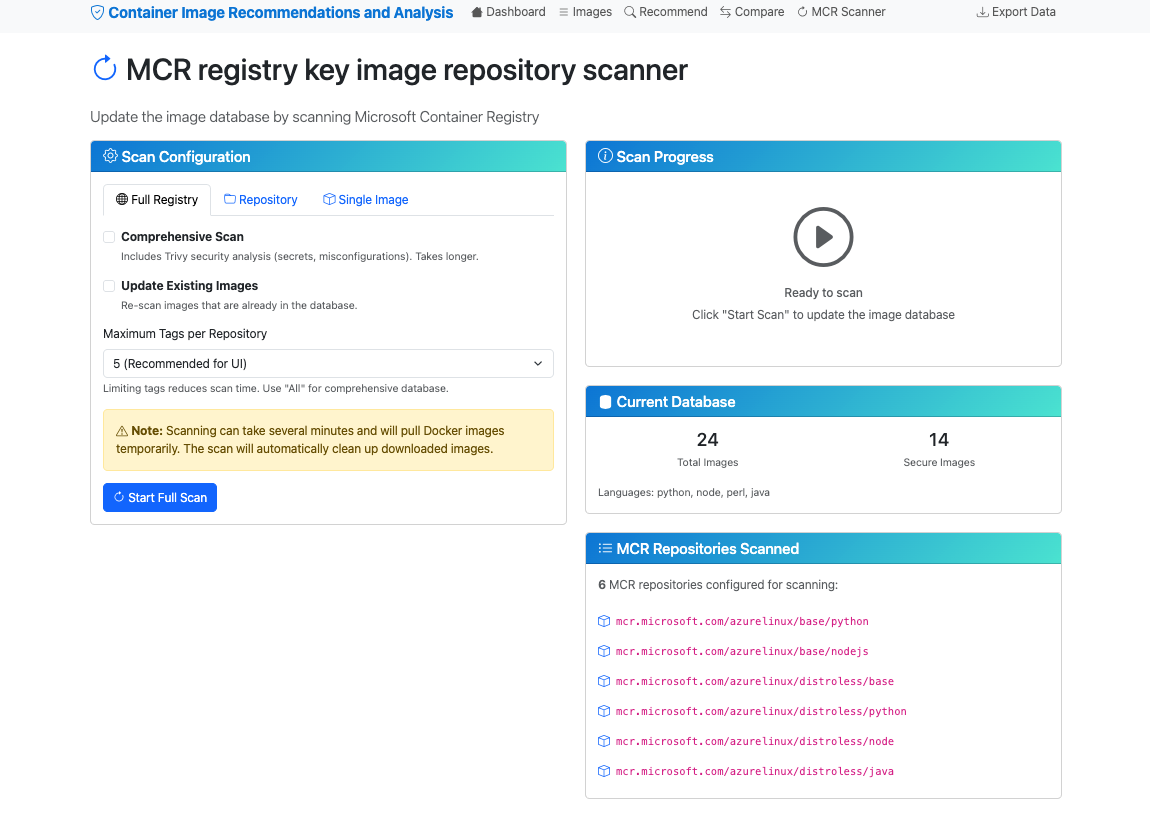 Container Image Recommendations and Analysis
Dashboard
Images
Recommend
Compare
MCR Scanner
Export Data
MCR registry key image repository scanner
Update the image database by scanning Microsoft Container Registry
Scan Configuration
Full Registry
Repository
Single Image
Comprehensive Scan
Includes Trivy security analysis (secrets, misconfigurations). Takes longer.
Update Existing Images
Re-scan images that are already in the database.
Maximum Tags per Repository
5 (Recommended for UI)
Limiting tags reduces scan time. Use "All" for comprehensive database.
Note: Scanning can take several minutes and will pull Docker images
temporarily. The scan will automatically clean up downloaded images.
Start Full Scan
Scan Progress
Ready to scan
Click "Start Scan" to update the image database
Current Database
24
Total Images
14
Secure Images
Languages: python, node, perl, java
MCR Repositories Scanned
6 MCR repositories configured for scanning:
mcr.microsoft.com/azurelinux/base/python
mcr.microsoft.com/azurelinux/base/nodejs
mcr.microsoft.com/azurelinux/distroless/base
mcr.microsoft.com/azurelinux/distroless/python
mcr.microsoft.com/azurelinux/distroless/node
mcr.microsoft.com/azurelinux/distroless/java